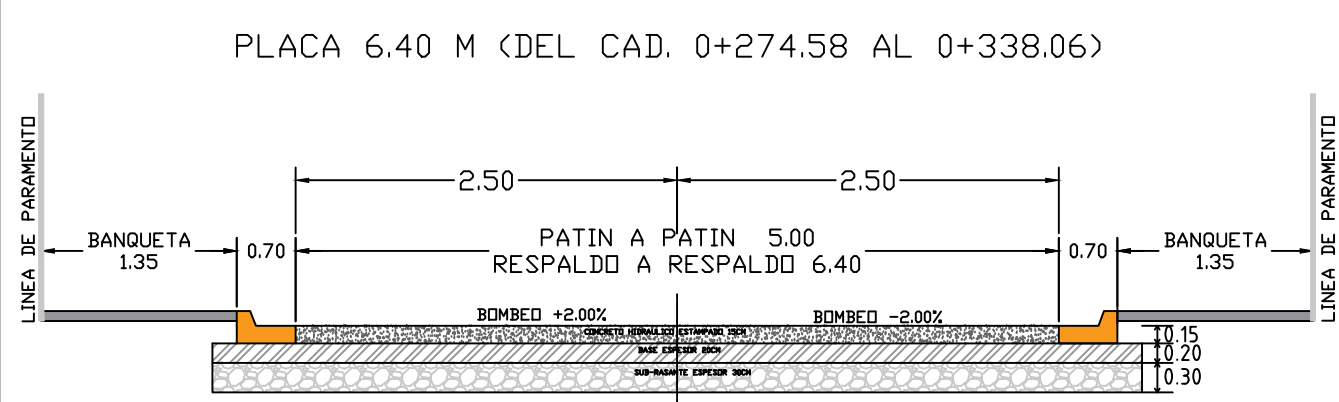 PLACA 6.40 M (DEL CAD. 0+274.58 AL 0+338.06)
LINEA DE PARAMENTO
LINEA DE PARAMENTO
2.50
2.50
BANQUETA
1.35
0.70
PATIN A PATIN 5.00
RESPALDO A RESPALDO 6.40
0.70
BANQUETA
1.35
BOMBEO +2.00%
BOMBEO -2.00%
CONCRETO HIDRAULICO ESTAMPADO 15CM
0.15
BASE ESPESOR 20CM
0.20
SUB-RASANTE ESPESOR 30CM
0.30